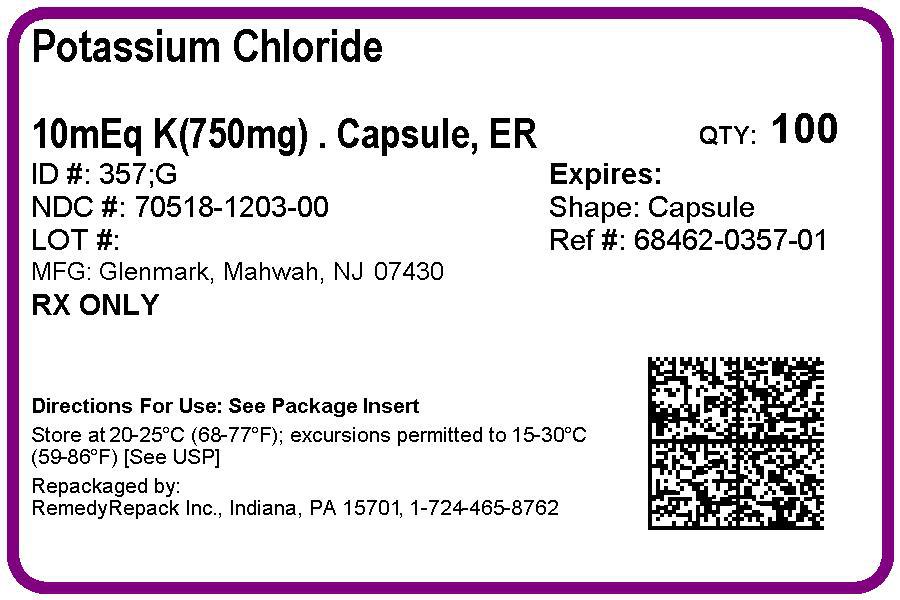 Potassium Chloride
10mEq K(750mg) . Capsule, ER
QTY: 100
ID #: 357;G
Expires:
NDC #: 70518-1203-00
Shape: Capsule
LOT #:
Ref #: 68462-0357-01
MFG: Glenmark, Mahwah, NJ 07430
RX ONLY
Directions For Use: See Package Insert
Store at 20-25°C (68-77°F); excursions permitted to 15-30°C
(59-86°F) [See USP]
Repackaged by:
RemedyRepack Inc., Indiana, PA 15701, 1-724-465-8762